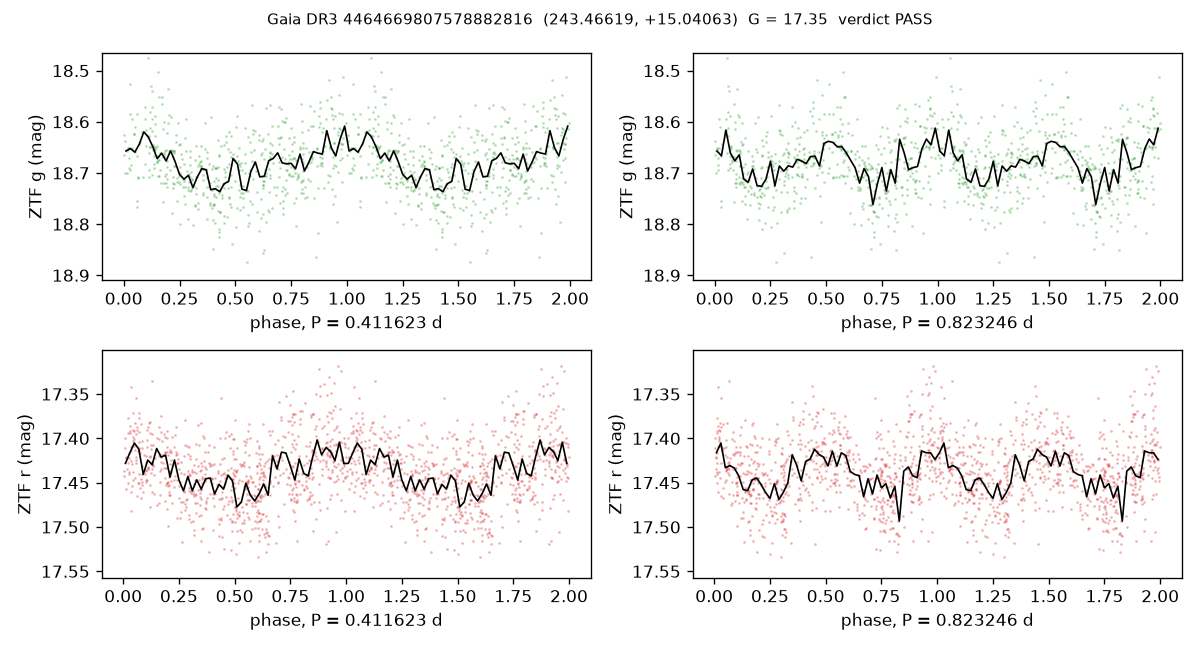 Gaia DR3 4464669807578882816 (243.46619, +15.04063) G = 17.35 verdict PASS
ZTF g (mag)
18.5
18.6
18.7
18.8
18.9
0.00 0.25 0.50 0.75 1.00 1.25 1.50 1.75 2.00
phase, P = 0.411623 d
ZTF g (mag)
18.5
18.6
18.7
18.8
18.9
0.00 0.25 0.50 0.75 1.00 1.25 1.50 1.75 2.00
phase, P = 0.823246 d
ZTF r (mag)
17.35
17.40
17.45
17.50
17.55
0.00 0.25 0.50 0.75 1.00 1.25 1.50 1.75 2.00
phase, P = 0.411623 d
ZTF r (mag)
17.35
17.40
17.45
17.50
17.55
0.00 0.25 0.50 0.75 1.00 1.25 1.50 1.75 2.00
phase, P = 0.823246 d